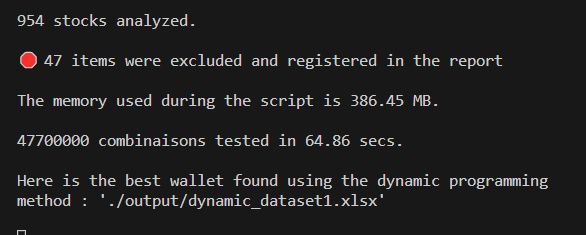 954 stocks analyzed.
🛑 47 items were excluded and registered in the report
The memory used during the script is 386.45 MB.
47700000 combinaisons tested in 64.86 secs.
Here is the best wallet found using the dynamic programming
method : './output/dynamic_dataset1.xlsx'